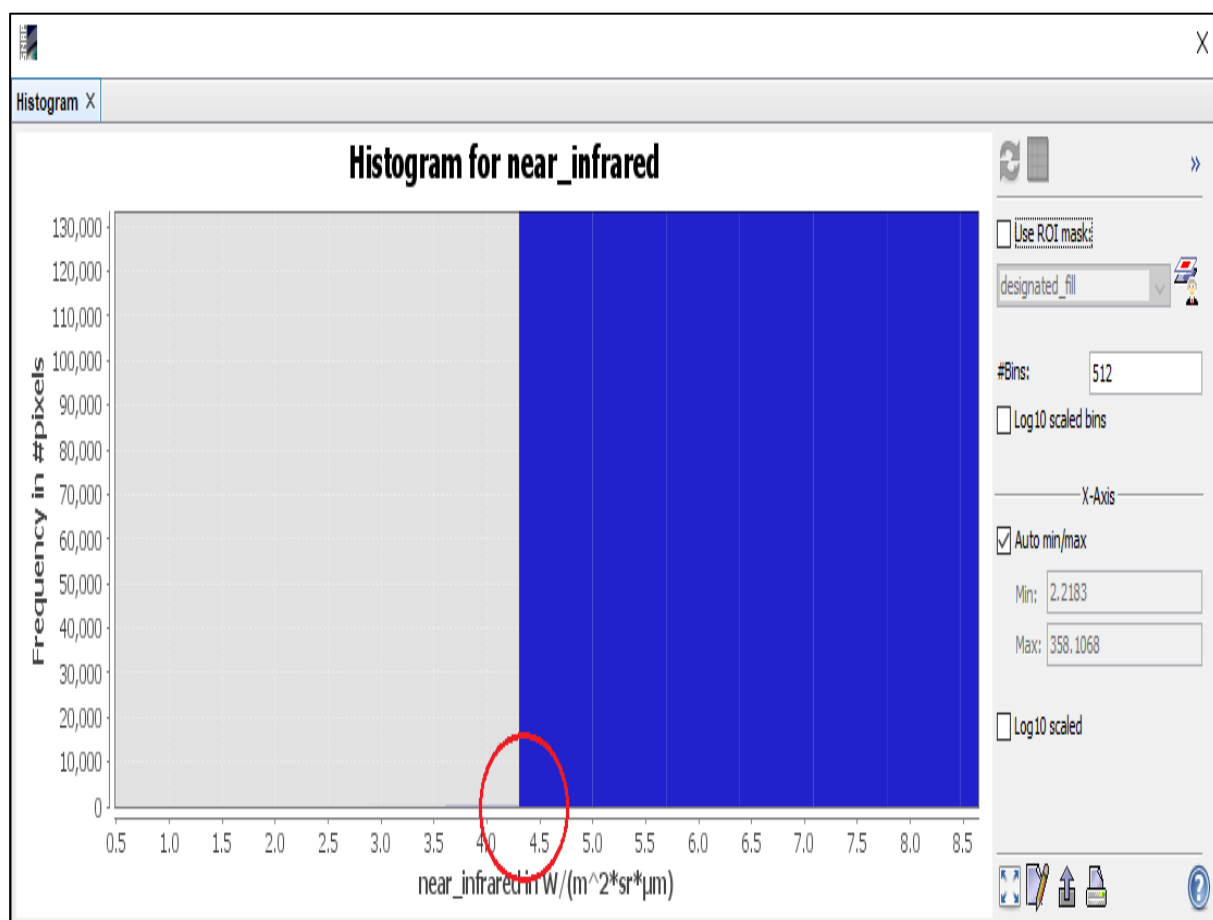 Histogram X
Histogram for near_infrared
Frequency in #pixels
130,000
120,000
110,000
100,000
90,000
80,000
70,000
60,000
50,000
40,000
30,000
20,000
10,000
0
0.5 1.0 1.5 2.0 2.5 3.0 3.5 4.0 4.5 5.0 5.5 6.0 6.5 7.0 7.5 8.0 8.5
near_infrared in W/(m^2*sr*µm)
»
Use ROI mask:
designated_fill
#Bins: 512
Log10 scaled bins
X-Axis
Auto min/max
Min: 2.2183
Max: 358.1068
Log10 scaled
?